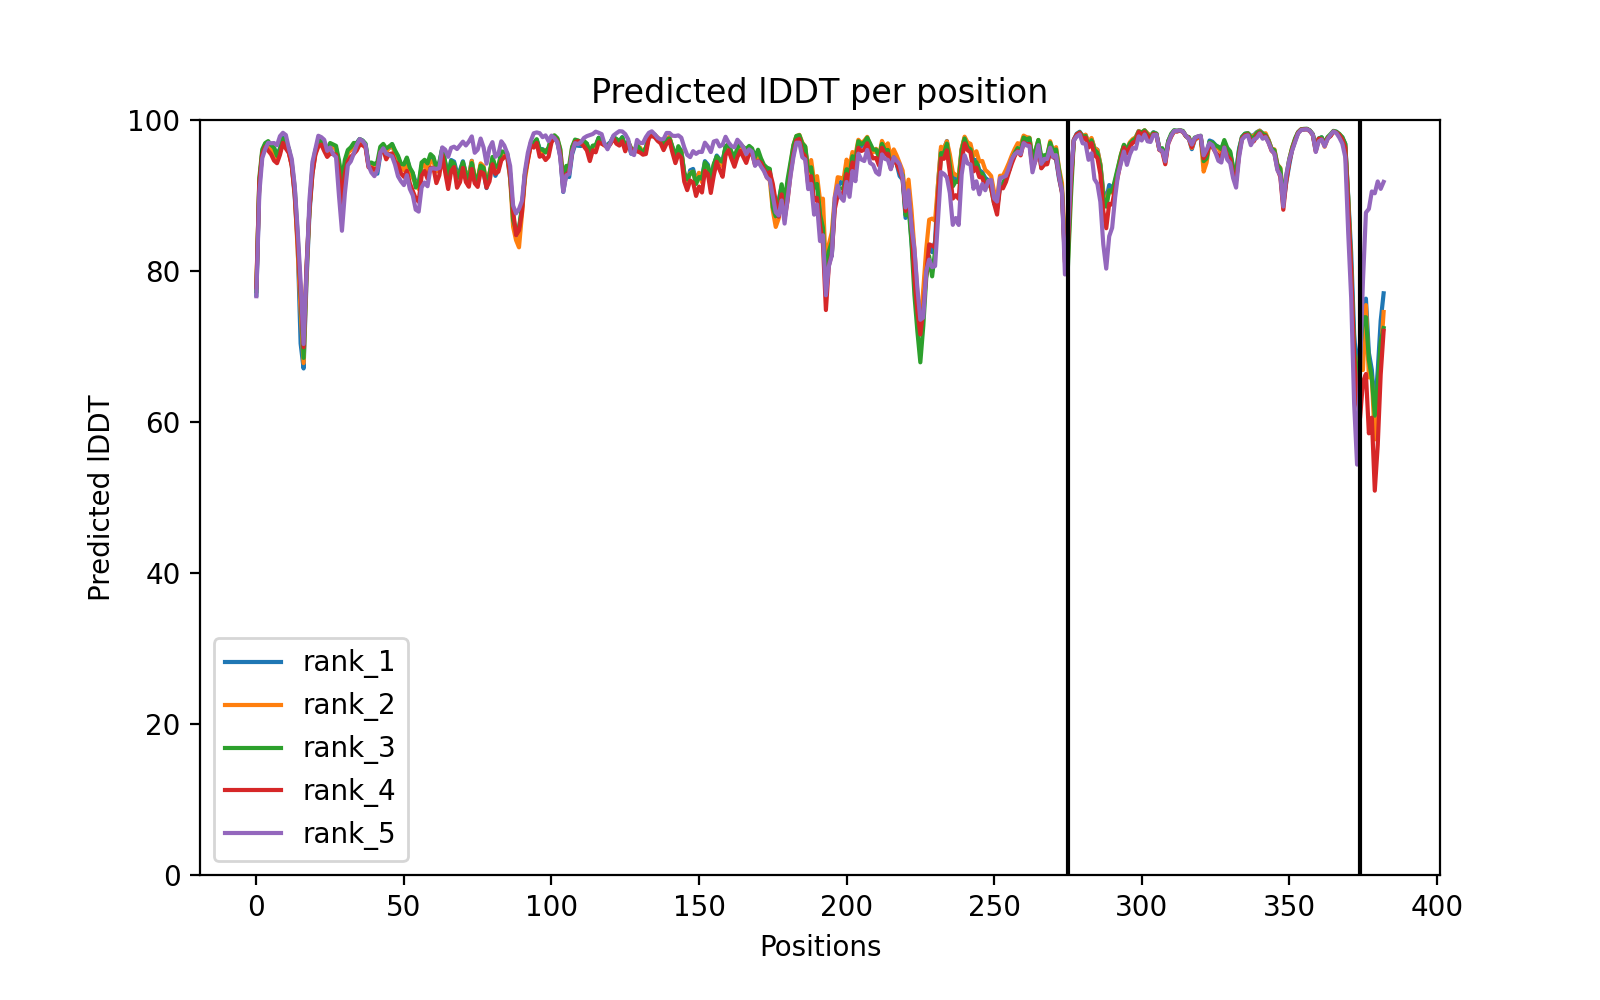 Predicted lDDT per position
100
80
60
40
20
0
Predicted lDDT
rank_1
rank_2
rank_3
rank_4
rank_5
0 50 100 150 200 250 300 350 400
Positions